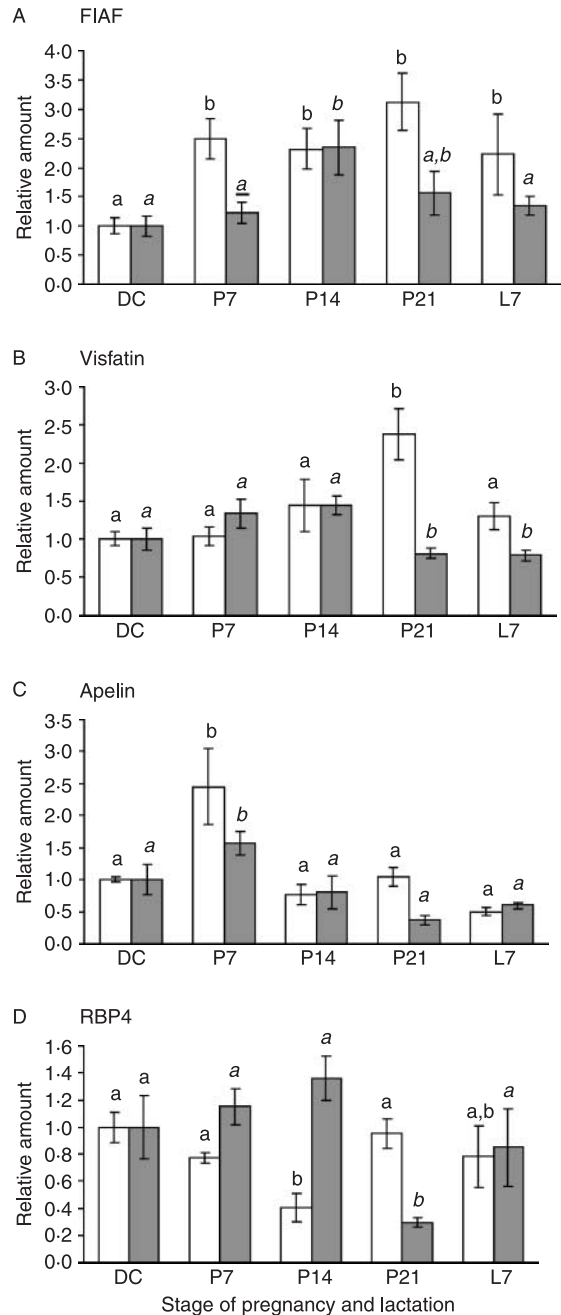 A FIAF
Relative amount
4·0
3·5
3·0
2·5
2·0
1·5
1·0
0·5
0·0
a a b a b b b a,b b a
DC P7 P14 P21 L7
B Visfatin
Relative amount
3·0
2·5
2·0
1·5
1·0
0·5
0·0
a a a a a a b b a b
DC P7 P14 P21 L7
C Apelin
Relative amount
3·5
3·0
2·5
2·0
1·5
1·0
0·5
0·0
a a b b a a a a a a
DC P7 P14 P21 L7
D RBP4
Relative amount
1·6
1·4
1·2
1·0
0·8
0·6
0·4
0·2
0·0
a a a a b a a b a,b a
DC P7 P14 P21 L7
Stage of pregnancy and lactation